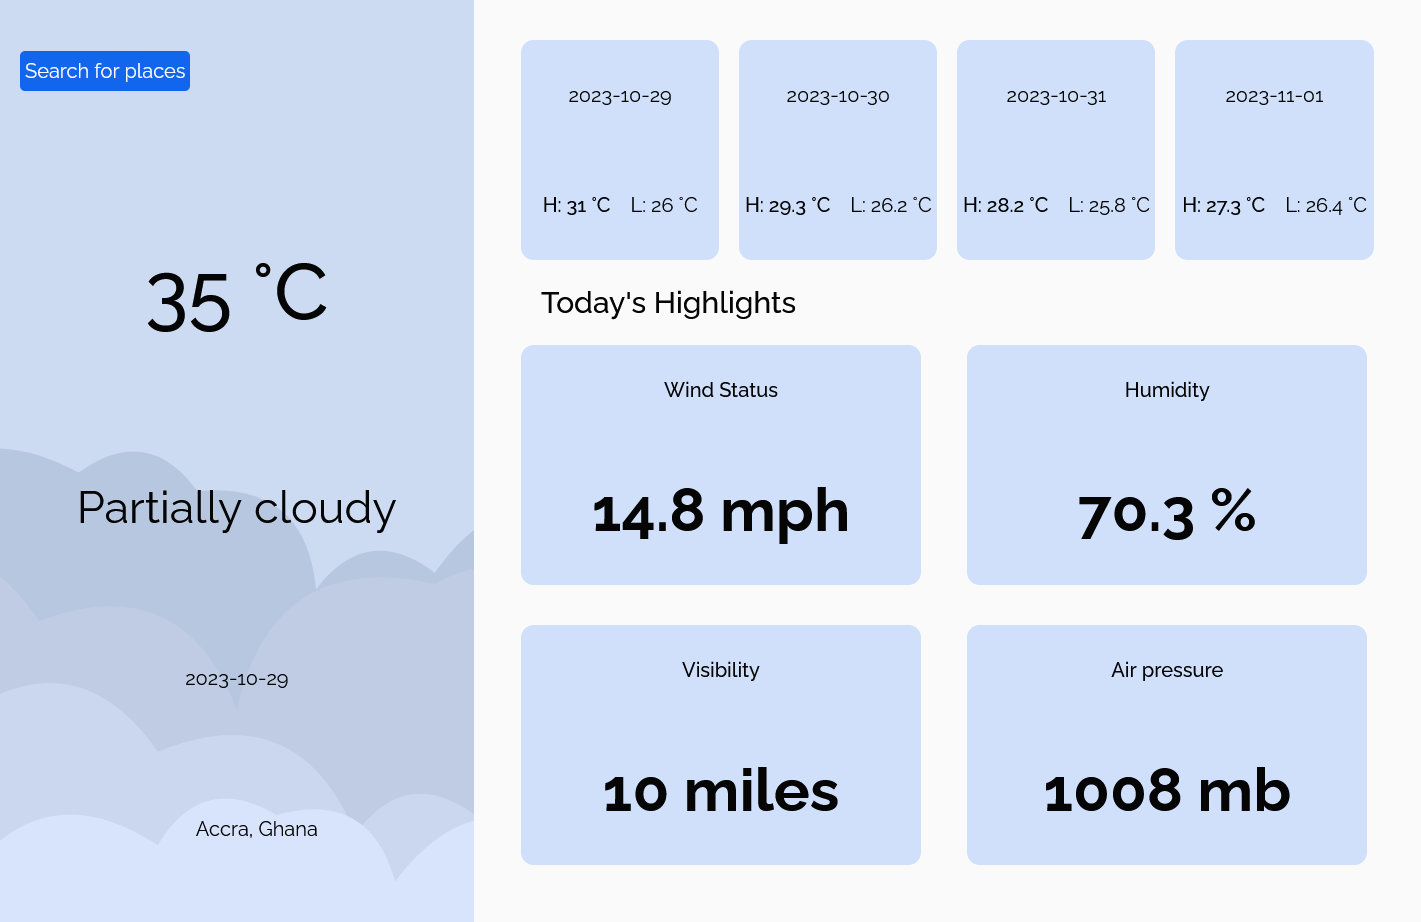 Search for places
35 °C
Partially cloudy
2023-10-29
Accra, Ghana
2023-10-29
H: 31 °C L: 26 °C
2023-10-30
H: 29.3 °C L: 26.2 °C
2023-10-31
H: 28.2 °C L: 25.8 °C
2023-11-01
H: 27.3 °C L: 26.4 °C
Today's Highlights
Wind Status
14.8 mph
Humidity
70.3 %
Visibility
10 miles
Air pressure
1008 mb